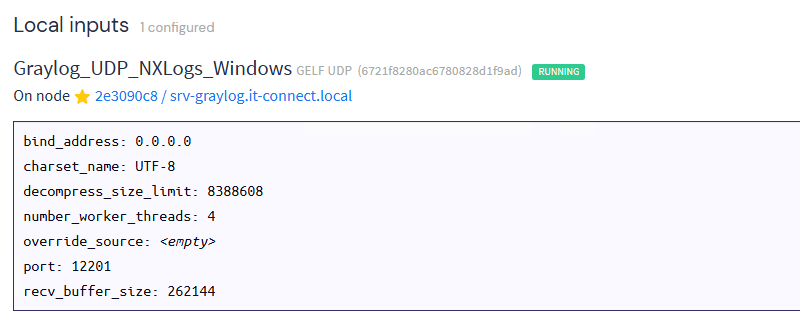 Local inputs 1 configured
Graylog_UDP_NXLogs_Windows GELF UDP (6721f8280ac6780828d1f9ad) RUNNING
On node 2e3090c8 / srv-graylog.it-connect.local
bind_address: 0.0.0.0
charset_name: UTF-8
decompress_size_limit: 8388608
number_worker_threads: 4
override_source: <empty>
port: 12201
recv_buffer_size: 262144